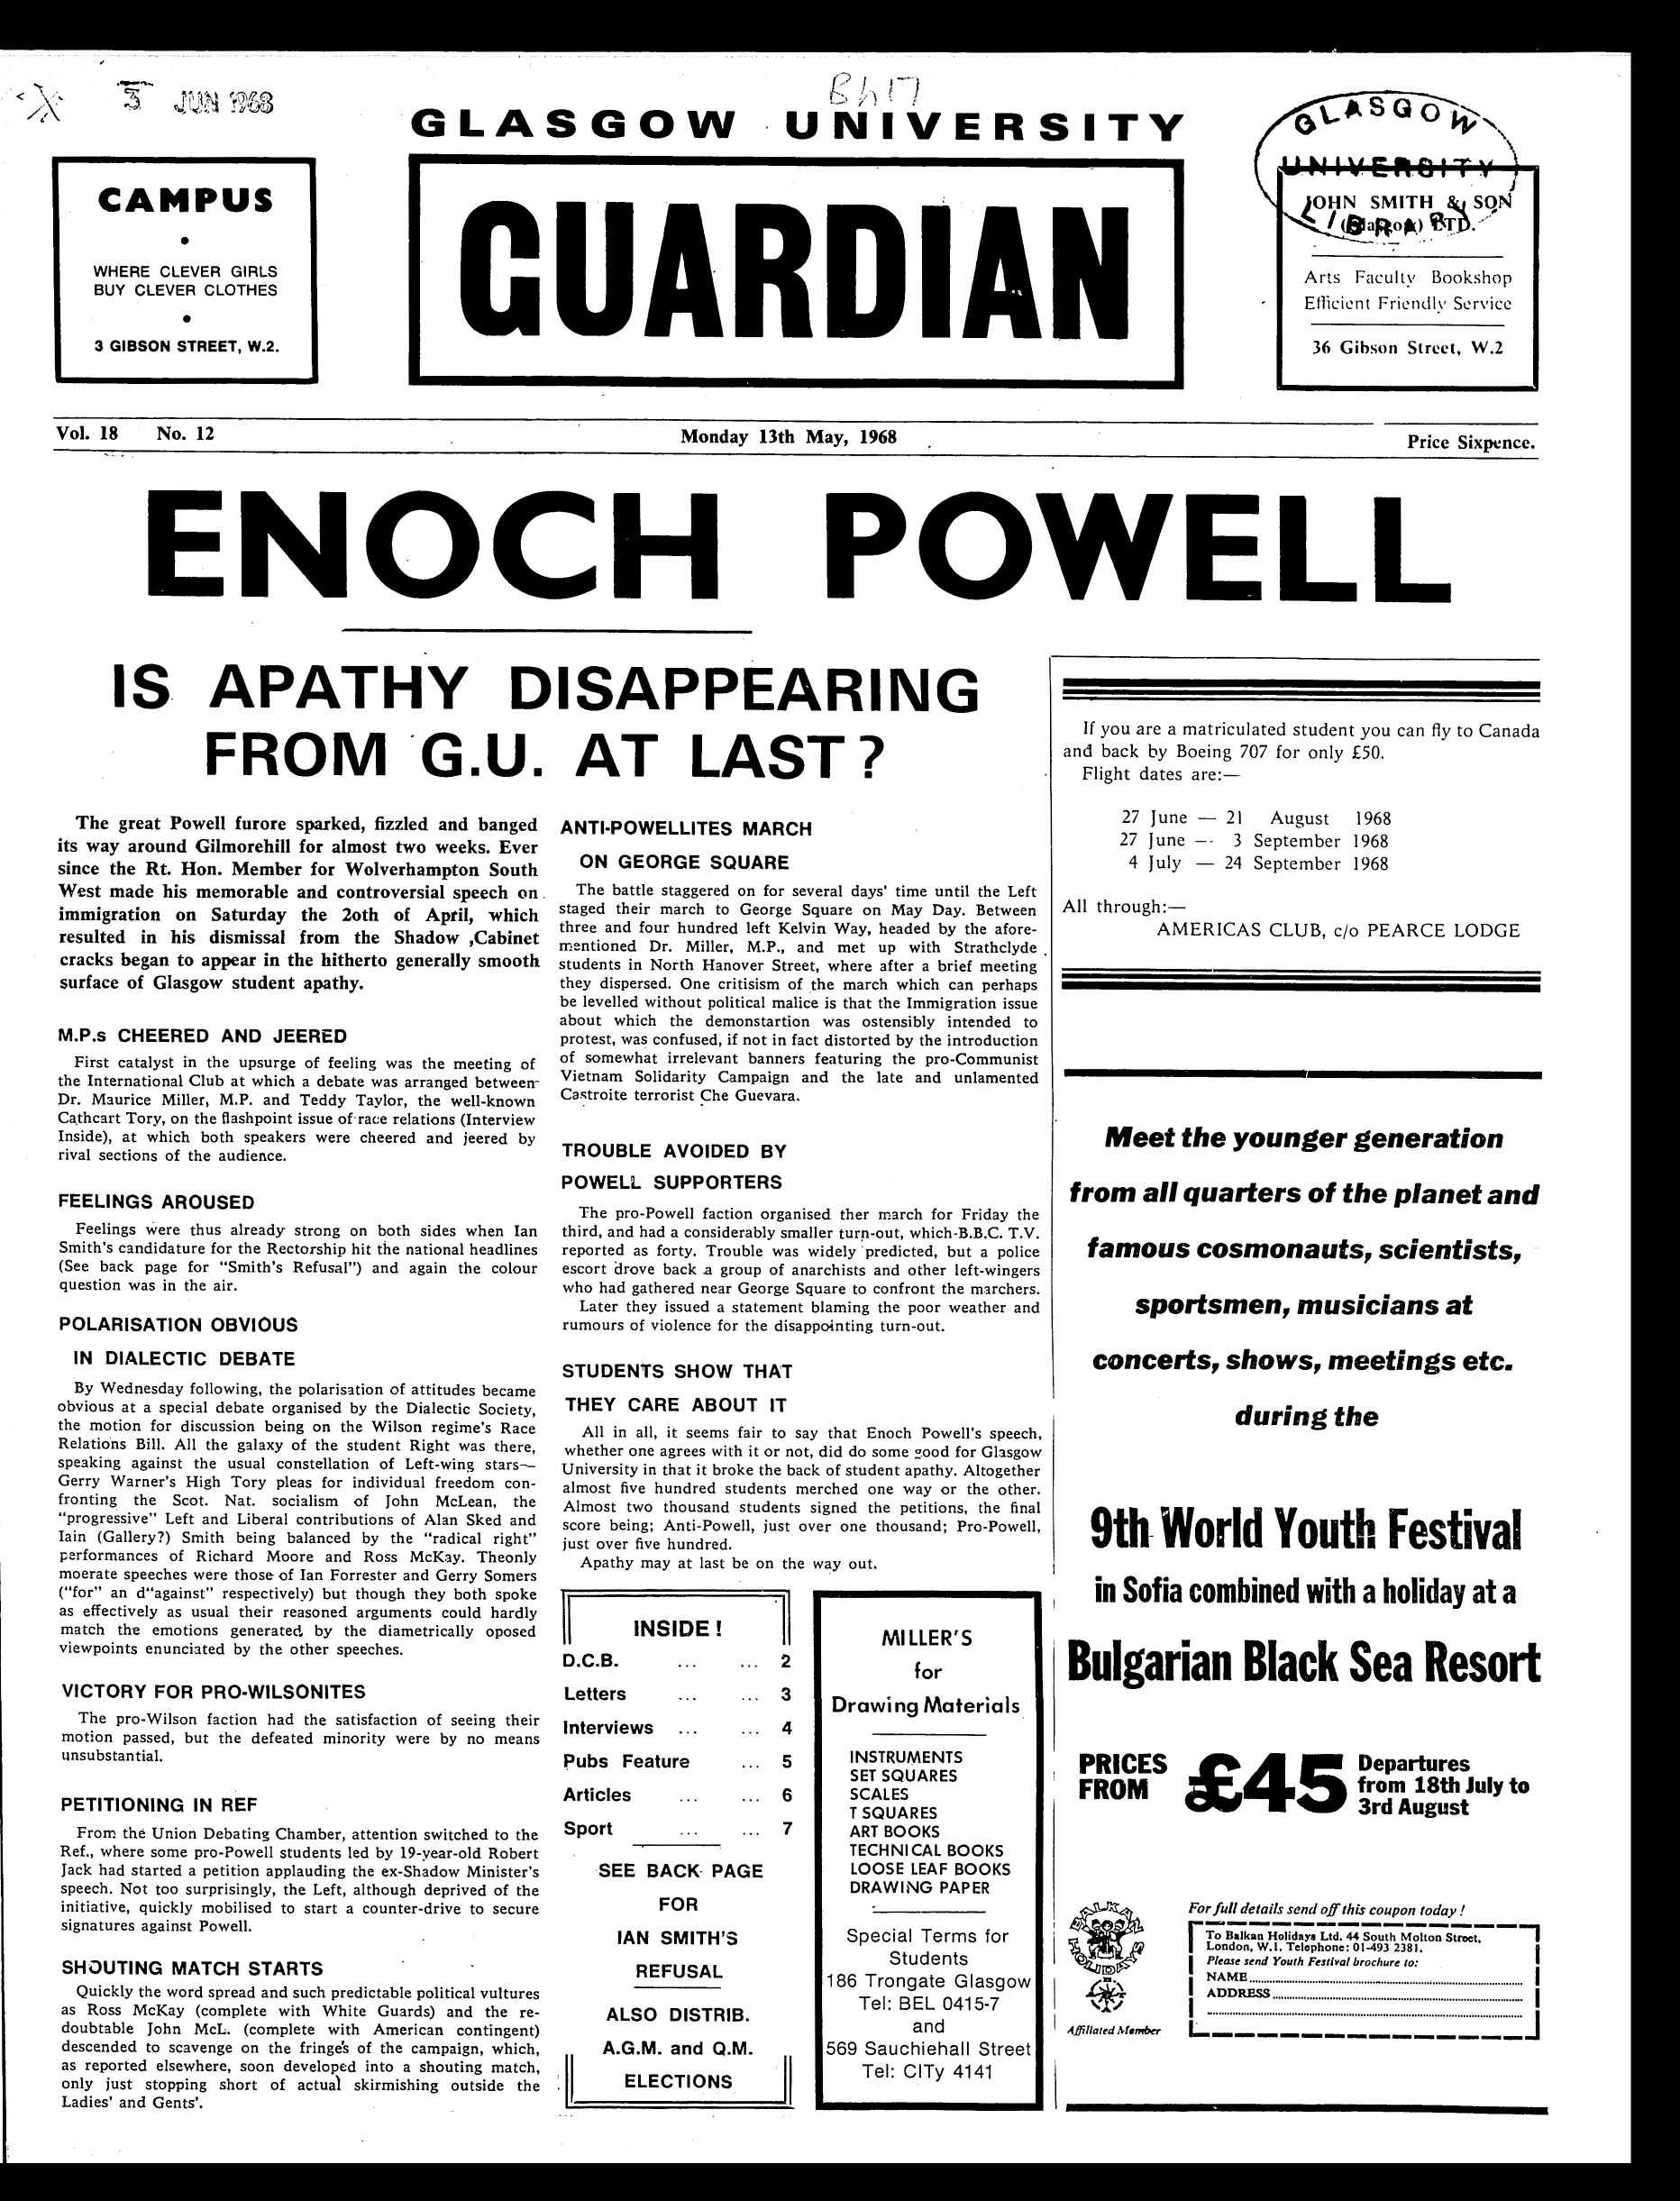 3 JUN 1968
GLASGOW UNIVERSITY
GUARDIAN
CAMPUS
WHERE CLEVER GIRLS
BUY CLEVER CLOTHES
3 GIBSON STREET, W.2.
GLASGOW
UNIVERSITY
LIBRARY
JOHN SMITH & SON
(Glasgow) LTD.
Arts Faculty Bookshop
Efficient Friendly Service
36 Gibson Street, W.2
Vol. 18 No. 12
Monday 13th May, 1968
Price Sixpence.
ENOCH POWELL
IS APATHY DISAPPEARING
FROM G.U. AT LAST?
The great Powell furore sparked, fizzled and banged
its way around Gilmorehill for almost two weeks. Ever
since the Rt. Hon. Member for Wolverhampton South
West made his memorable and controversial speech on
immigration on Saturday the 2oth of April, which
resulted in his dismissal from the Shadow ,Cabinet
cracks began to appear in the hitherto generally smooth
surface of Glasgow student apathy.
M.P.s CHEERED AND JEERED
First catalyst in the upsurge of feeling was the meeting of
the International Club at which a debate was arranged between
Dr. Maurice Miller, M.P. and Teddy Taylor, the well-known
Cathcart Tory, on the flashpoint issue of race relations (Interview
Inside), at which both speakers were cheered and jeered by
rival sections of the audience.
FEELINGS AROUSED
Feelings were thus already strong on both sides when Ian
Smith's candidature for the Rectorship hit the national headlines
(See back page for "Smith's Refusal") and again the colour
question was in the air.
POLARISATION OBVIOUS
IN DIALECTIC DEBATE
By Wednesday following, the polarisation of attitudes became
obvious at a special debate organised by the Dialectic Society,
the motion for discussion being on the Wilson regime's Race
Relations Bill. All the galaxy of the student Right was there,
speaking against the usual constellation of Left-wing stars—
Gerry Warner's High Tory pleas for individual freedom con-
fronting the Scot. Nat. socialism of John McLean, the
"progressive" Left and Liberal contributions of Alan Sked and
Iain (Gallery?) Smith being balanced by the "radical right"
performances of Richard Moore and Ross McKay. Theonly
moerate speeches were those of Ian Forrester and Gerry Somers
("for" an d"against" respectively) but though they both spoke
as effectively as usual their reasoned arguments could hardly
match the emotions generated by the diametrically oposed
viewpoints enunciated by the other speeches.
VICTORY FOR PRO-WILSONITES
The pro-Wilson faction had the satisfaction of seeing their
motion passed, but the defeated minority were by no means
unsubstantial.
PETITIONING IN REF
From the Union Debating Chamber, attention switched to the
Ref., where some pro-Powell students led by 19-year-old Robert
Jack had started a petition applauding the ex-Shadow Minister's
speech. Not too surprisingly, the Left, although deprived of the
initiative, quickly mobilised to start a counter-drive to secure
signatures against Powell.
SHOUTING MATCH STARTS
Quickly the word spread and such predictable political vultures
as Ross McKay (complete with White Guards) and the re-
doubtable John McL. (complete with American contingent)
descended to scavenge on the fringes of the campaign, which,
as reported elsewhere, soon developed into a shouting match,
only just stopping short of actual skirmishing outside the
Ladies' and Gents'.
ANTI-POWELLITES MARCH
ON GEORGE SQUARE
The battle staggered on for several days' time until the Left
staged their march to George Square on May Day. Between
three and four hundred left Kelvin Way, headed by the afore-
mentioned Dr. Miller, M.P., and met up with Strathclyde
students in North Hanover Street, where after a brief meeting
they dispersed. One critisism of the march which can perhaps
be levelled without political malice is that the Immigration issue
about which the demonstartion was ostensibly intended to
protest, was confused, if not in fact distorted by the introduction
of somewhat irrelevant banners featuring the pro-Communist
Vietnam Solidarity Campaign and the late and unlamented
Castroite terrorist Che Guevara.
TROUBLE AVOIDED BY
POWELL SUPPORTERS
The pro-Powell faction organised ther march for Friday the
third, and had a considerably smaller turn-out, which B.B.C. T.V.
reported as forty. Trouble was widely predicted, but a police
escort drove back a group of anarchists and other left-wingers
who had gathered near George Square to confront the marchers.
Later they issued a statement blaming the poor weather and
rumours of violence for the disappointing turn-out.
STUDENTS SHOW THAT
THEY CARE ABOUT IT
All in all, it seems fair to say that Enoch Powell's speech,
whether one agrees with it or not, did do some good for Glasgow
University in that it broke the back of student apathy. Altogether
almost five hundred students merched one way or the other.
Almost two thousand students signed the petitions, the final
score being; Anti-Powell, just over one thousand; Pro-Powell,
just over five hundred.
Apathy may at last be on the way out.
INSIDE!
D.C.B. ... ... 2
Letters ... ... 3
Interviews ... ... 4
Pubs Feature ... 5
Articles ... ... 6
Sport ... ... 7
SEE BACK PAGE
FOR
IAN SMITH'S
REFUSAL
ALSO DISTRIB.
A.G.M. and Q.M.
ELECTIONS
MILLER'S
for
Drawing Materials
INSTRUMENTS
SET SQUARES
SCALES
T SQUARES
ART BOOKS
TECHNICAL BOOKS
LOOSE LEAF BOOKS
DRAWING PAPER
Special Terms for
Students
186 Trongate Glasgow
Tel: BEL 0415-7
and
569 Sauchiehall Street
Tel: CITy 4141
If you are a matriculated student you can fly to Canada
and back by Boeing 707 for only £50.
Flight dates are:—
27 June — 21 August 1968
27 June — 3 September 1968
4 July — 24 September 1968
All through:—
AMERICAS CLUB, c/o PEARCE LODGE
Meet the younger generation
from all quarters of the planet and
famous cosmonauts, scientists,
sportsmen, musicians at
concerts, shows, meetings etc.
during the
9th World Youth Festival
in Sofia combined with a holiday at a
Bulgarian Black Sea Resort
PRICES
FROM
£45
Departures
from 18th July to
3rd August
BALKAN
HOLIDAYS
Affiliated Member
For full details send off this coupon today!
To Balkan Holidays Ltd. 44 South Molton Street,
London, W.1. Telephone: 01-493 2381.
Please send Youth Festival brochure to:
NAME
ADDRESS